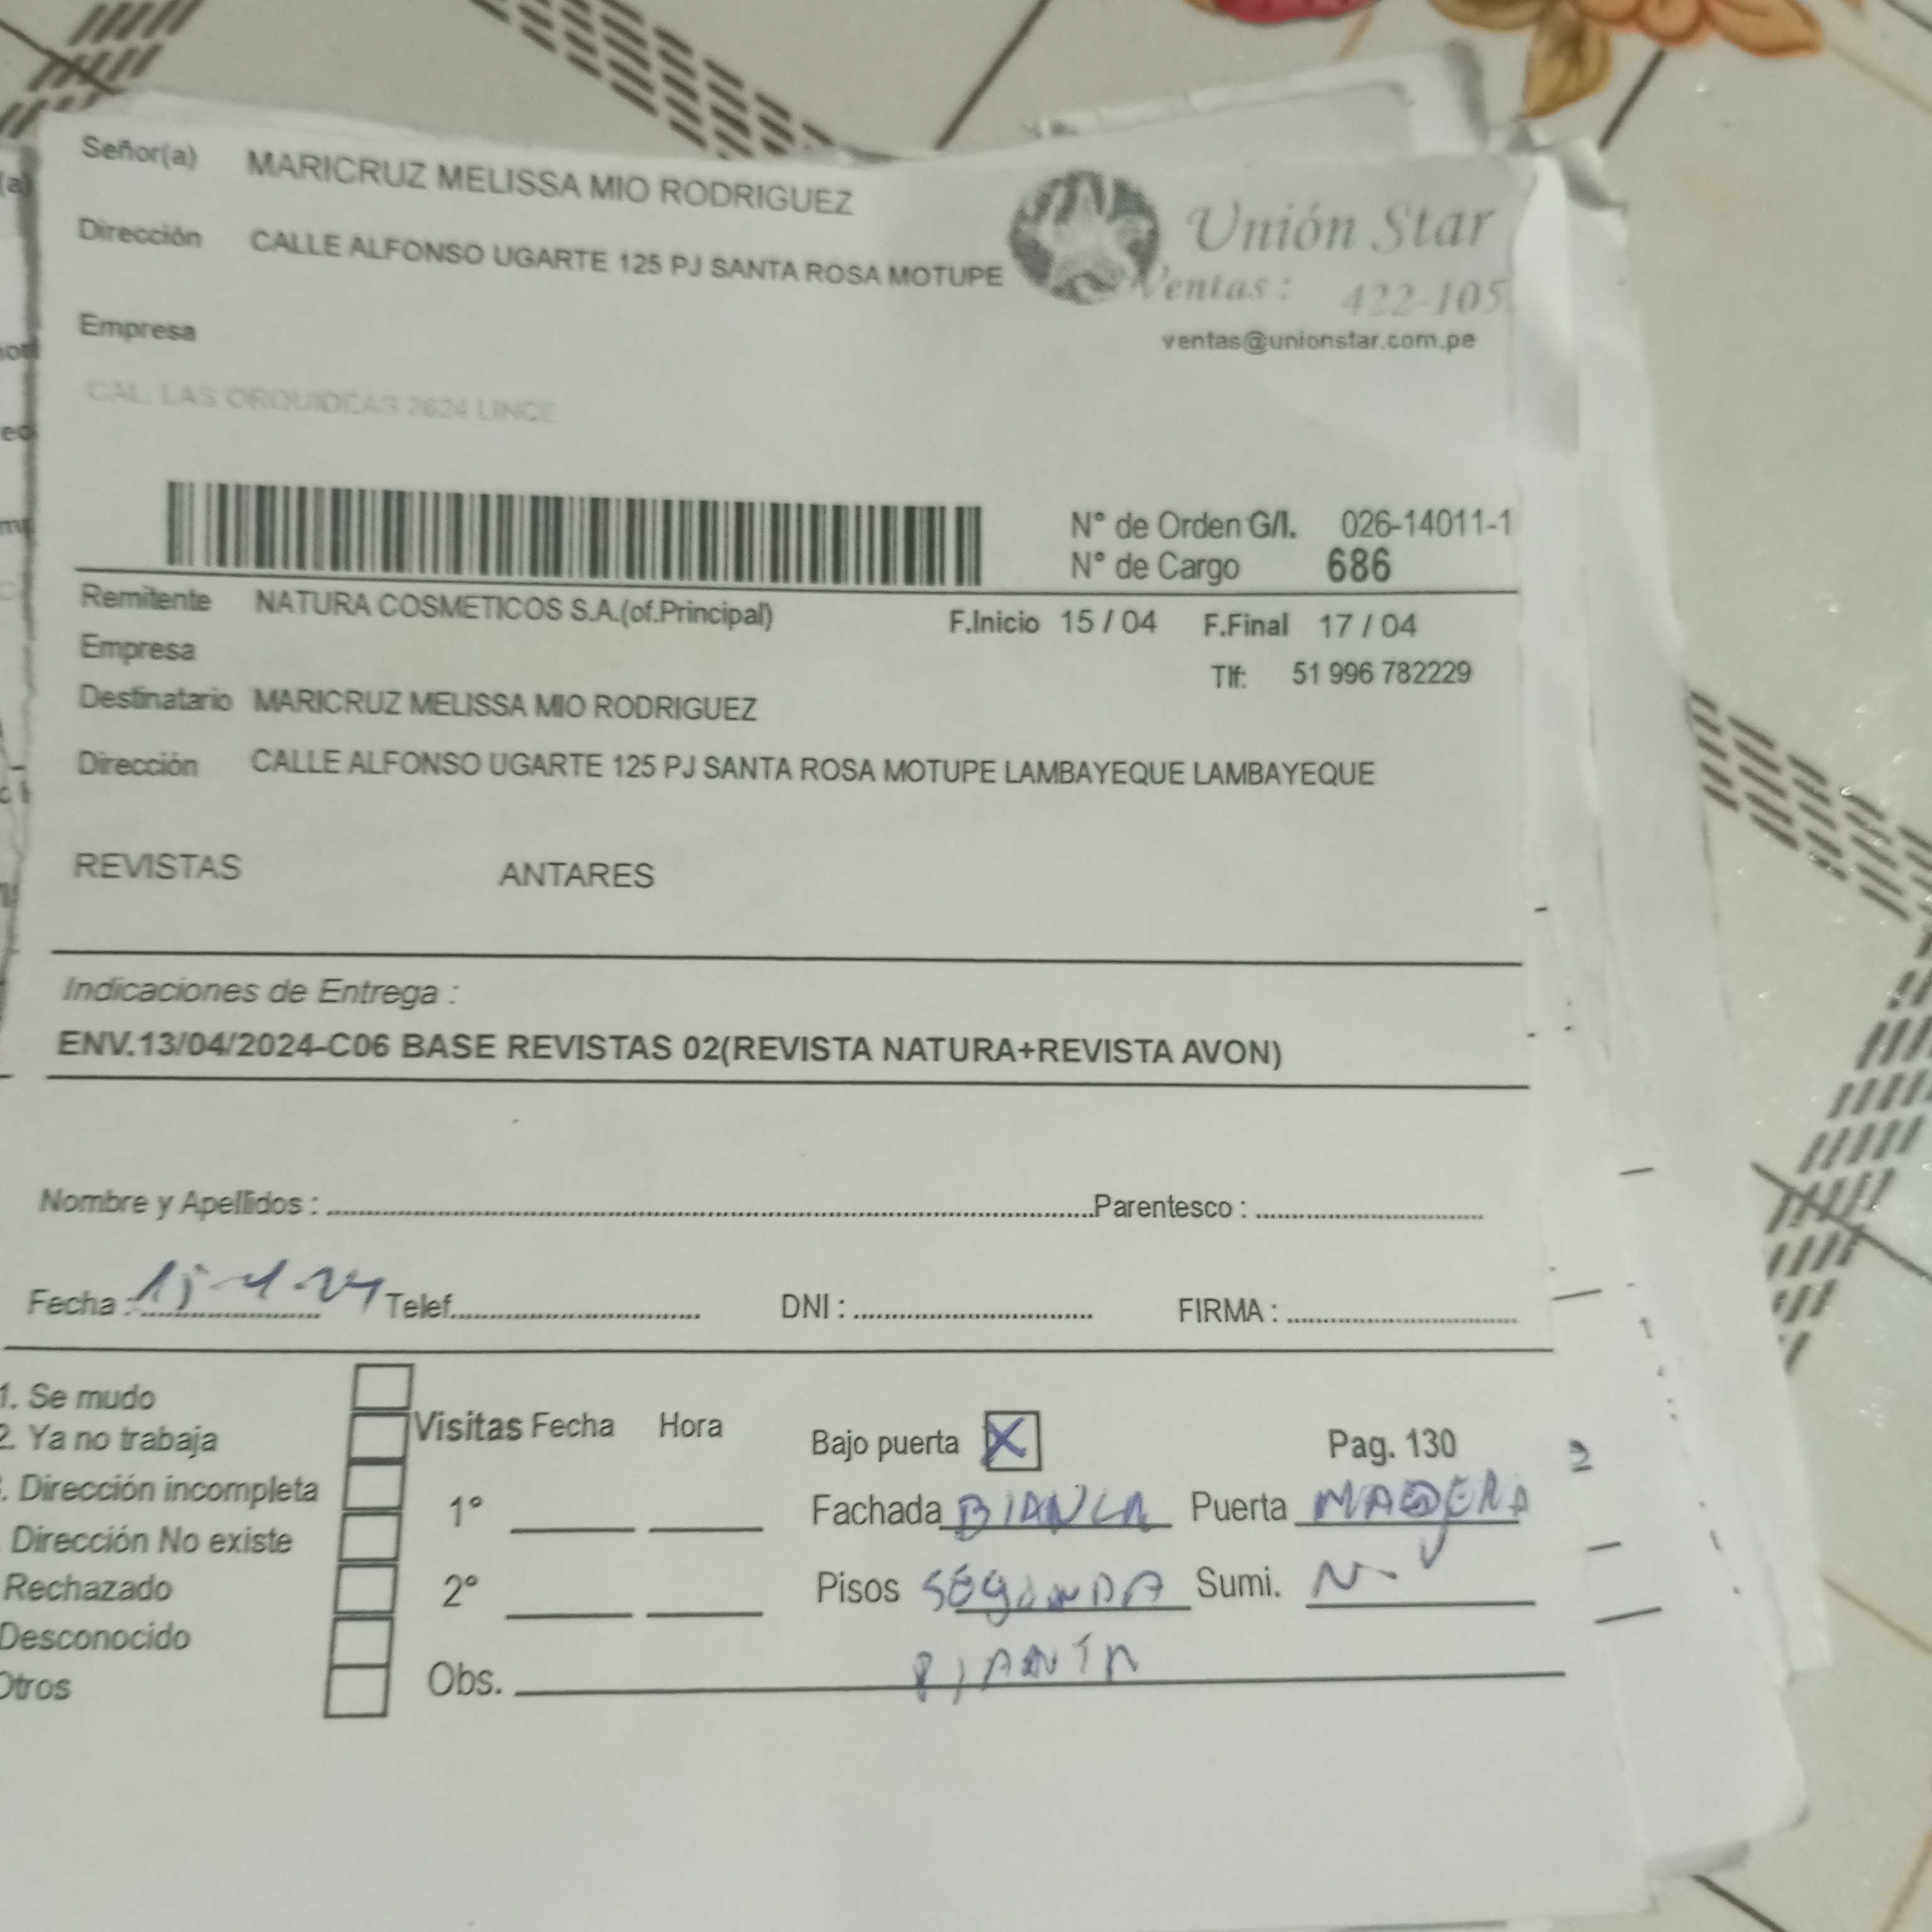 Señor(a) MARICRUZ MELISSA MIO RODRIGUEZ
Dirección CALLE ALFONSO UGARTE 125 PJ SANTA ROSA MOTUPE
Unión Star
Ventas : 422-105
ventas@unionstar.com.pe
Empresa
CAL. LAS ORQUIDEAS 2624 LINCE
N° de Orden G/I. 026-14011-1
N° de Cargo 686
Remitente NATURA COSMETICOS S.A.(of.Principal) F.Inicio 15 / 04 F.Final 17 / 04
Empresa
Tlf: 51 996 782229
Destinatario MARICRUZ MELISSA MIO RODRIGUEZ
Dirección CALLE ALFONSO UGARTE 125 PJ SANTA ROSA MOTUPE LAMBAYEQUE LAMBAYEQUE
REVISTAS ANTARES
Indicaciones de Entrega :
ENV.13/04/2024-C06 BASE REVISTAS 02(REVISTA NATURA+REVISTA AVON)
Nombre y Apellidos : Parentesco :
Fecha : 15-4-24 Telef. DNI : FIRMA :
1. Se mudo
2. Ya no trabaja
. Dirección incompleta
. Dirección No existe
Rechazado
Desconocido
Otros
Visitas Fecha Hora
1°
2°
Bajo puerta X Pag. 130
Fachada BIANCA Puerta MADERA
Pisos SEGUNDA Sumi. N-V
Obs. PIANTA